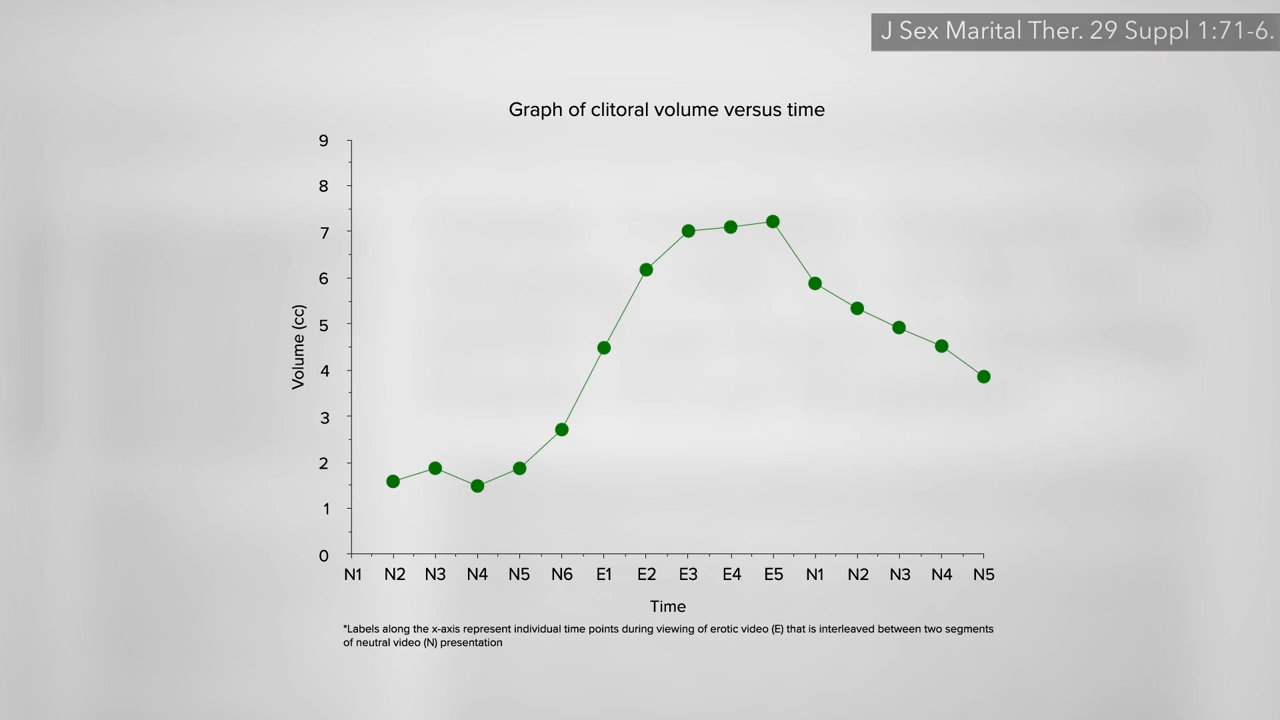 J Sex Marital Ther. 29 Suppl 1:71-6.
Graph of clitoral volume versus time
9
8
7
6
5
4
3
2
1
0
Volume (cc)
N1 N2 N3 N4 N5 N6 E1 E2 E3 E4 E5 N1 N2 N3 N4 N5
Time
*Labels along the x-axis represent individual time points during viewing of erotic video (E) that is interleaved between two segments
of neutral video (N) presentation